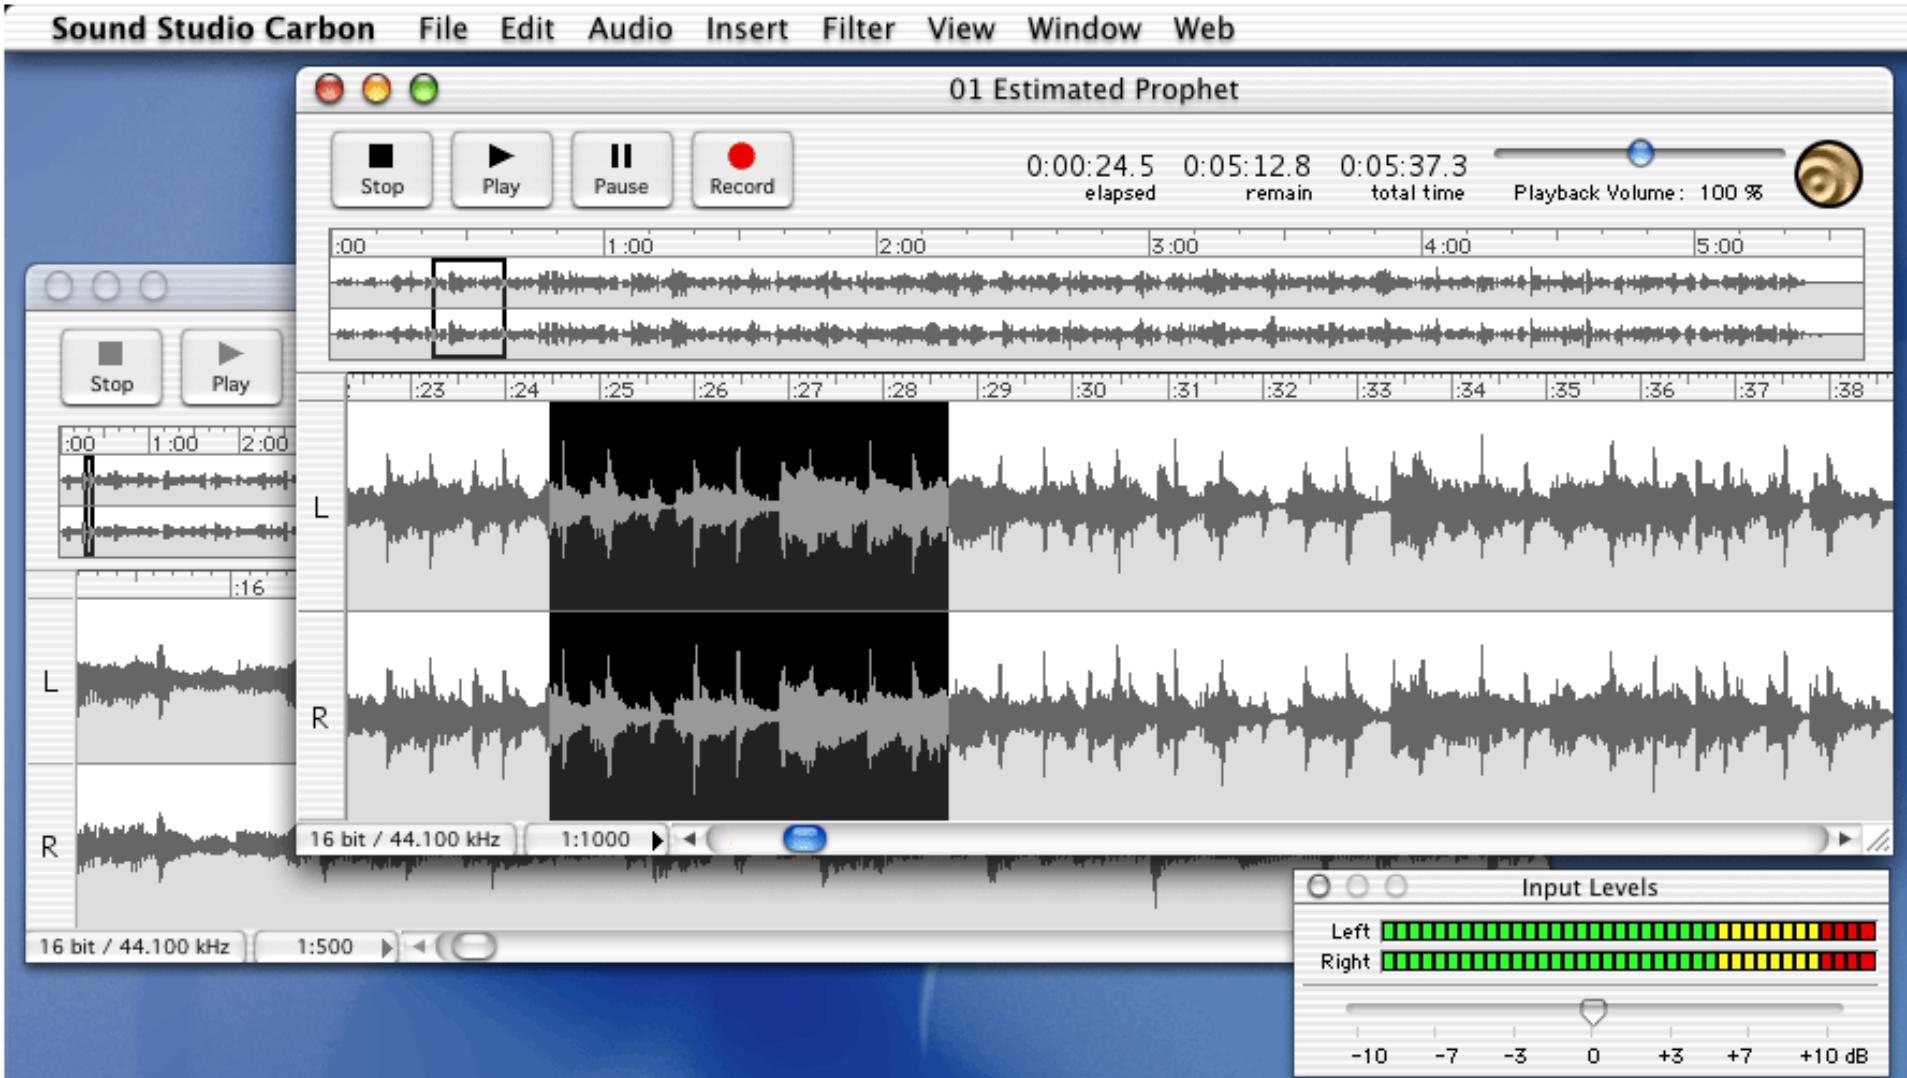 Sound Studio Carbon File Edit Audio Insert Filter View Window Web
01 Estimated Prophet
Stop Play Pause Record
0:00:24.5 0:05:12.8 0:05:37.3
elapsed remain total time Playback Volume: 100 %
:00 1:00 2:00 3:00 4:00 5:00
:23 :24 :25 :26 :27 :28 :29 :30 :31 :32 :33 :34 :35 :36 :37 :38
L
R
16 bit / 44.100 kHz 1:1000
Stop Play
:00 1:00 2:00
:16
L
R
16 bit / 44.100 kHz 1:500
Input Levels
Left
Right
-10 -7 -3 0 +3 +7 +10 dB